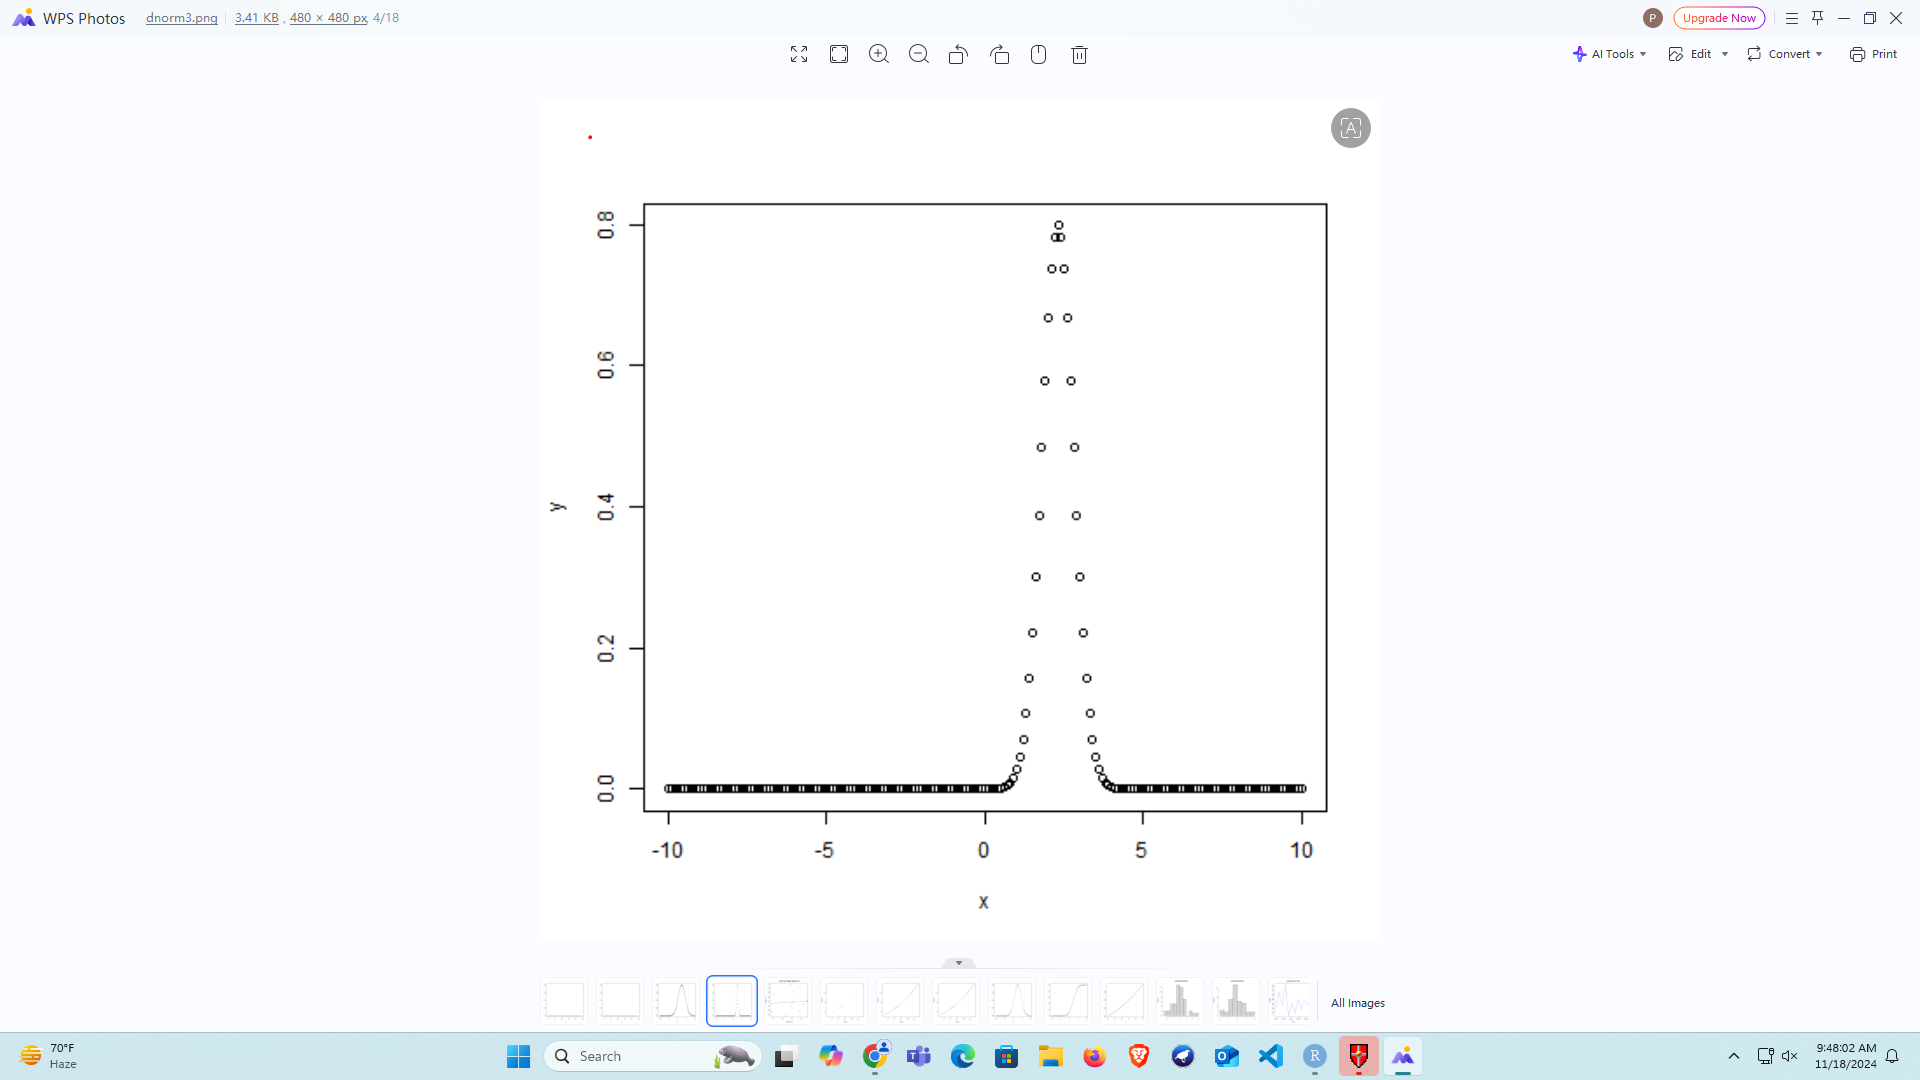 WPS Photos dnorm3.png 3.41 KB , 480 × 480 px 4/18 P Upgrade Now
AI Tools Edit Convert Print
A
0.8
0.6
0.4
0.2
0.0
y
-10 -5 0 5 10
x
All Images
70°F
Haze
Search
9:48:02 AM
11/18/2024